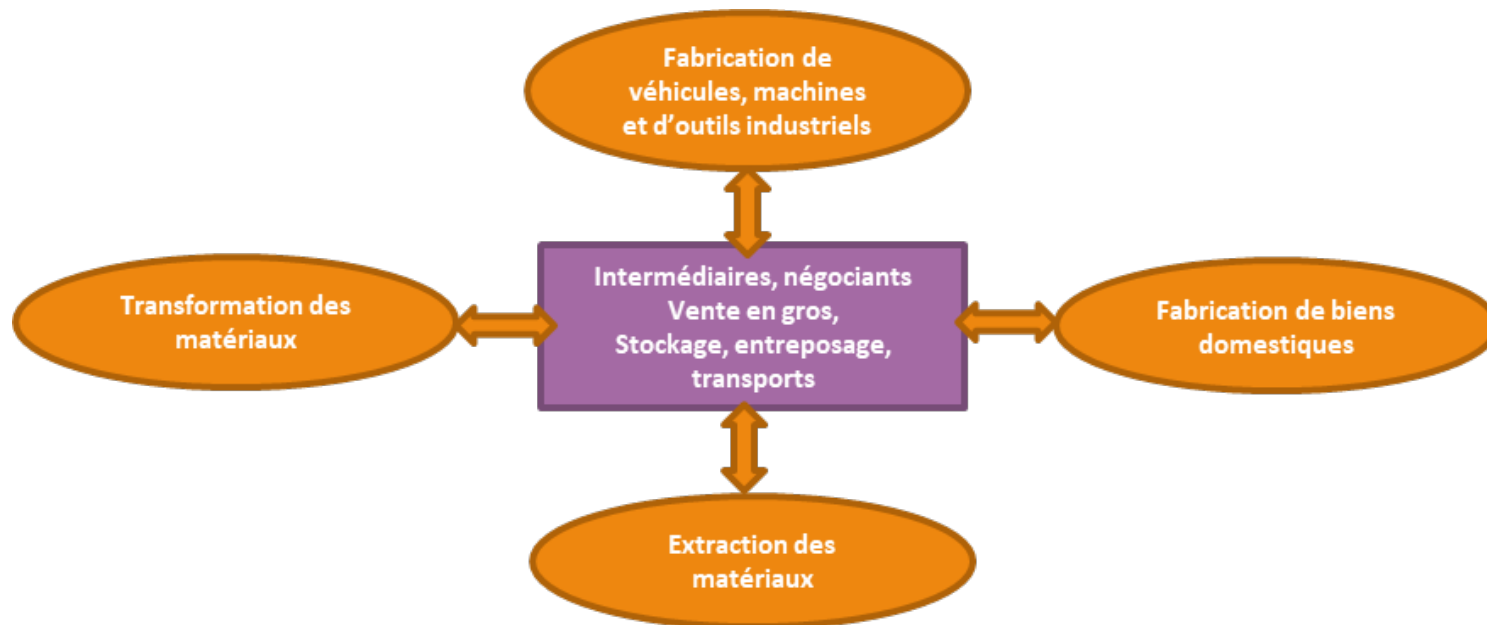 Fabrication de
véhicules, machines
et d’outils industriels
Transformation des
matériaux
Intermédiaires, négociants
Vente en gros,
Stockage, entreposage,
transports
Fabrication de biens
domestiques
Extraction des
matériaux